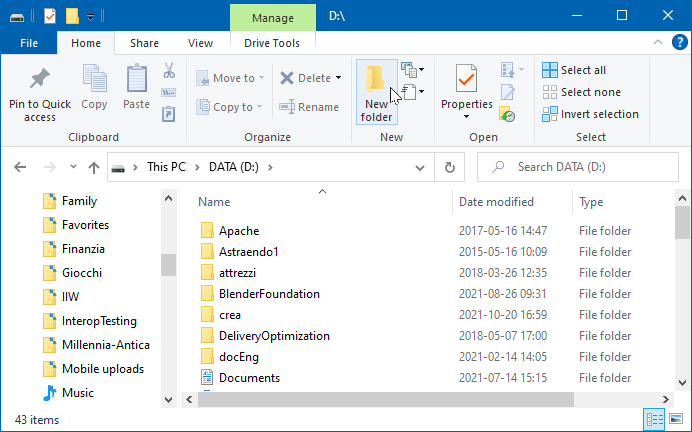 Manage D:\
File Home Share View Drive Tools
Pin to Quick access
Copy
Paste
Clipboard
Move to
Copy to
Delete
Rename
Organize
New folder
New
Properties
Open
Select all
Select none
Invert selection
Select
This PC > DATA (D:) >
Search DATA (D:)
Family
Favorites
Finanzia
Giocchi
IIW
InteropTesting
Millennia-Antica
Mobile uploads
Music
Name Date modified Type
Apache 2017-05-16 14:47 File folder
Astraendo1 2015-05-16 10:09 File folder
attrezzi 2018-03-26 12:35 File folder
BlenderFoundation 2021-08-26 09:31 File folder
crea 2021-10-20 16:59 File folder
DeliveryOptimization 2018-05-07 17:00 File folder
docEng 2021-02-14 14:05 File folder
Documents 2021-07-14 15:15 File folder
43 items